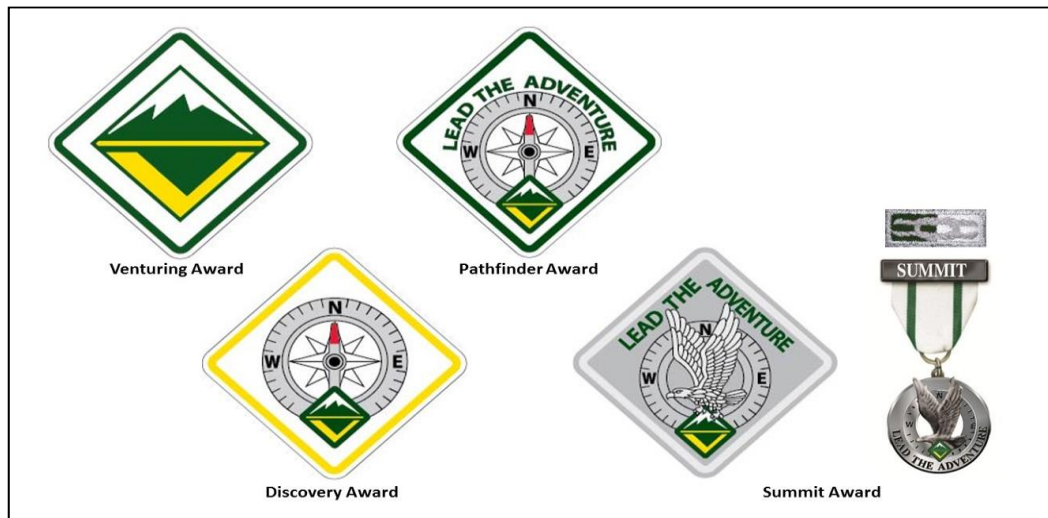 Venturing Award
LEAD THE ADVENTURE
N
W E
Pathfinder Award
N
W E
Discovery Award
LEAD THE ADVENTURE
N
W E
Summit Award
SUMMIT
N
LEAD THE ADVENTURE